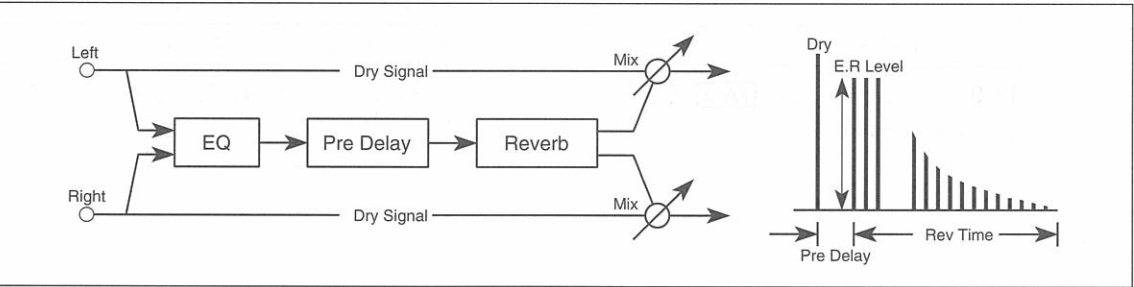 Left
Dry Signal
Mix
EQ
Pre Delay
Reverb
Right
Dry Signal
Mix
Dry
E.R Level
Rev Time
Pre Delay